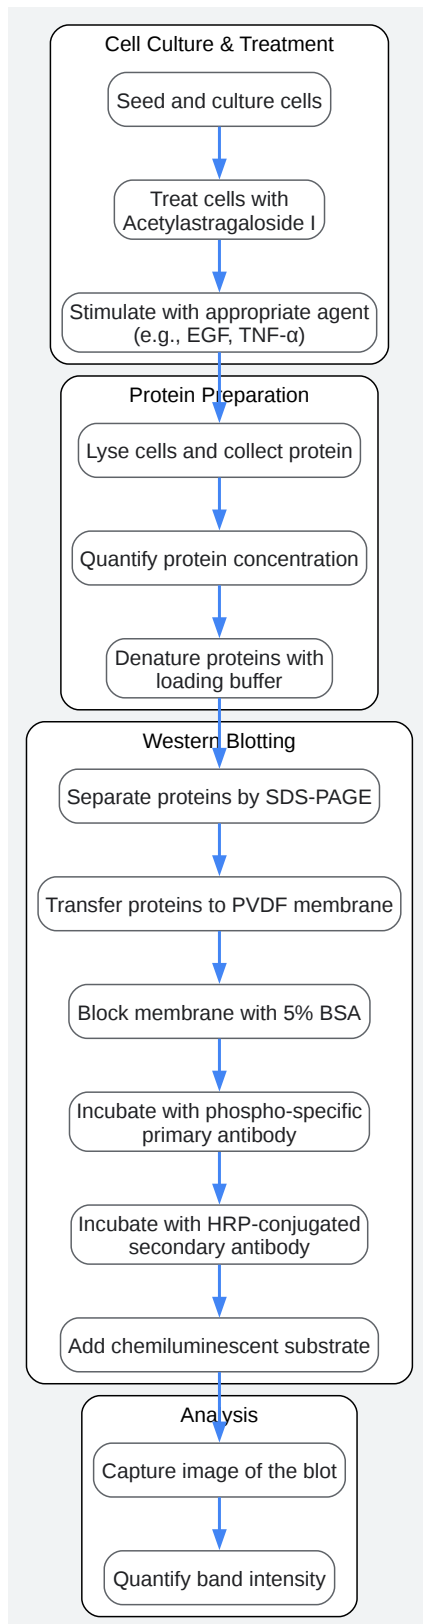 Cell Culture & Treatment
Seed and culture cells
Treat cells with
Acetylastragaloside I
Stimulate with appropriate agent
(e.g., EGF, TNF-α)
Protein Preparation
Lyse cells and collect protein
Quantify protein concentration
Denature proteins with
loading buffer
Western Blotting
Separate proteins by SDS-PAGE
Transfer proteins to PVDF membrane
Block membrane with 5% BSA
Incubate with phospho-specific
primary antibody
Incubate with HRP-conjugated
secondary antibody
Add chemiluminescent substrate
Analysis
Capture image of the blot
Quantify band intensity